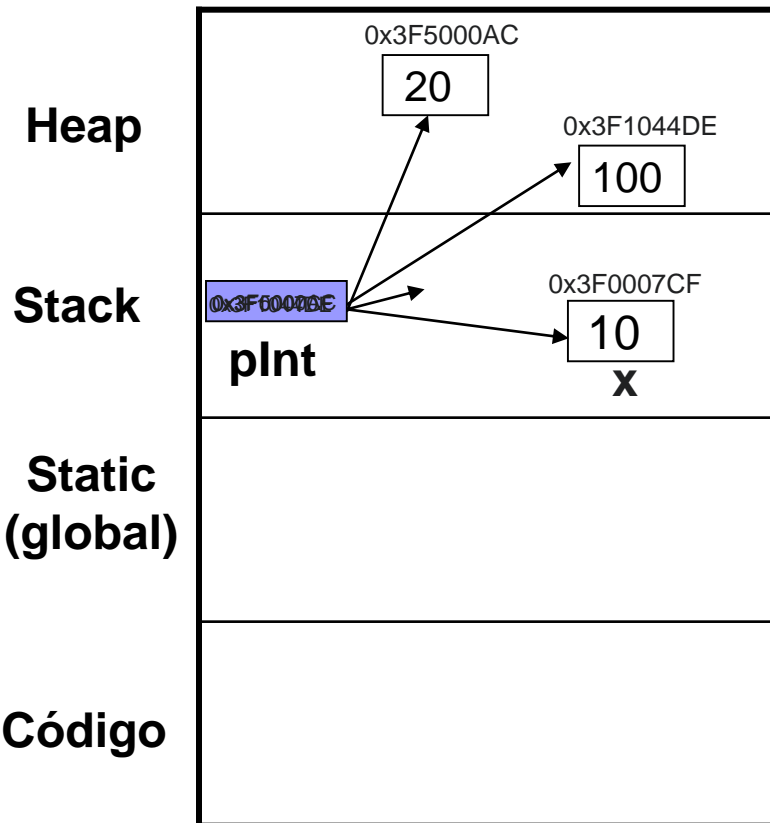 0x3F5000AC
20
Heap
0x3F1044DE
100
Stack
0x3F0007CF
10
pInt
x
Static
(global)
Código